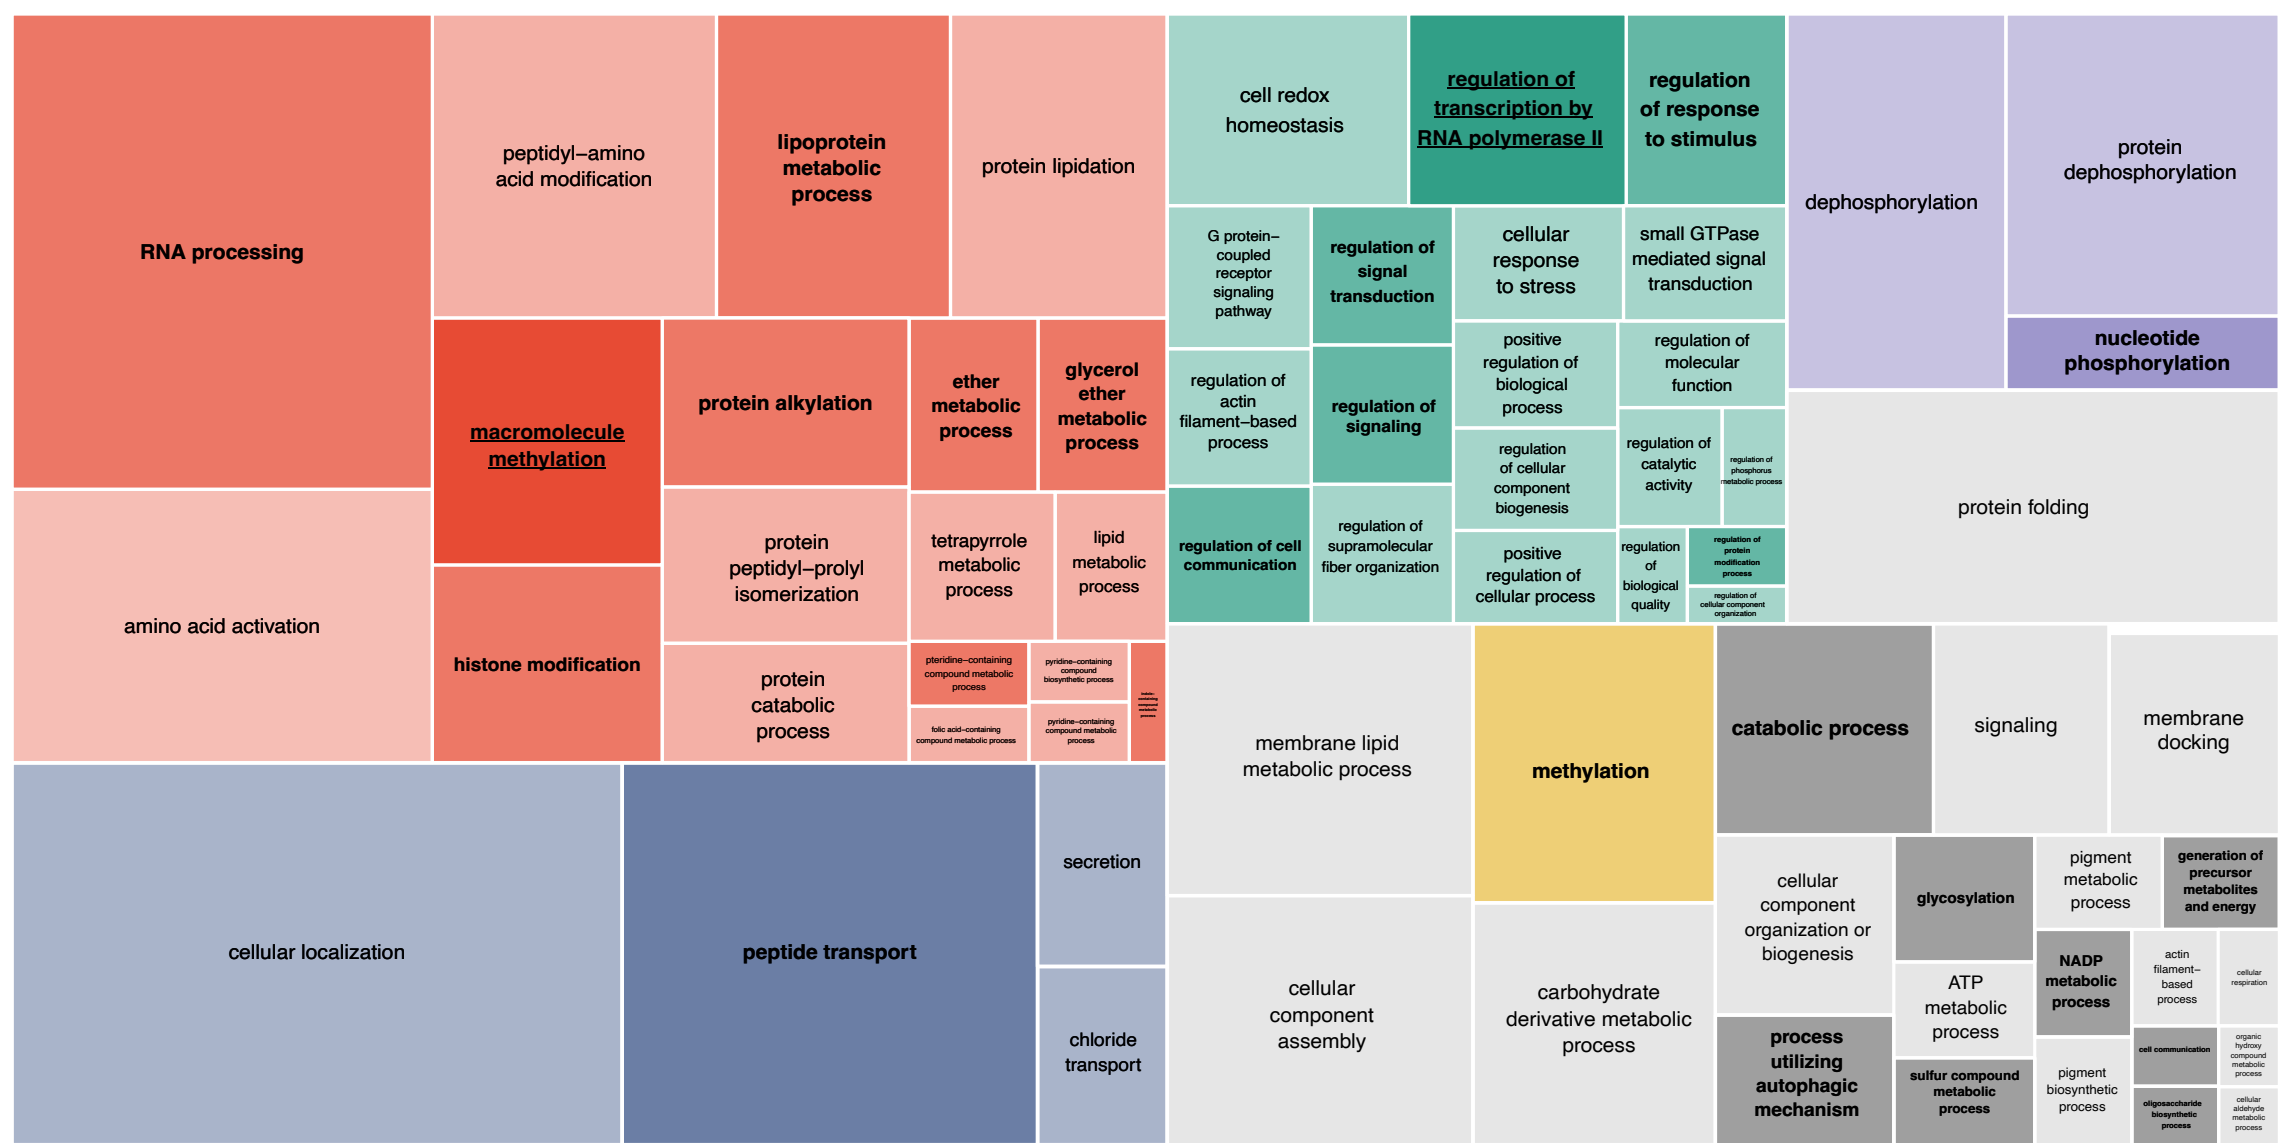 RNA processing
peptidyl–amino
acid modification
lipoprotein
metabolic
process
protein lipidation
macromolecule
methylation
protein alkylation
ether
metabolic
process
glycerol
ether
metabolic
process
amino acid activation
histone modification
protein
peptidyl–prolyl
isomerization
tetrapyrrole
metabolic
process
lipid
metabolic
process
protein
catabolic
process
pteridine–containing
compound metabolic
process
pyridine–containing
compound
biosynthetic process
folic acid–containing
compound metabolic process
pyridine–containing
compound metabolic
process
compound
metabolic
process
cellular localization
peptide transport
secretion
chloride
transport
cell redox
homeostasis
regulation of
transcription by
RNA polymerase II
regulation
of response
to stimulus
G protein–
coupled
receptor
signaling
pathway
regulation of
signal
transduction
cellular
response
to stress
small GTPase
mediated signal
transduction
regulation of
actin
filament–based
process
regulation of
signaling
positive
regulation of
biological
process
regulation of
molecular
function
regulation
of cellular
component
biogenesis
regulation of
catalytic
activity
regulation of
phosphorus
metabolic process
regulation of cell
communication
regulation of
supramolecular
fiber organization
positive
regulation of
cellular process
regulation
of
biological
quality
regulation of
protein
modification
process
regulation of
cellular component
organization
dephosphorylation
protein
dephosphorylation
nucleotide
phosphorylation
protein folding
membrane lipid
metabolic process
methylation
catabolic process
signaling
membrane
docking
cellular
component
assembly
carbohydrate
derivative metabolic
process
cellular
component
organization or
biogenesis
glycosylation
pigment
metabolic
process
generation of
precursor
metabolites
and energy
process
utilizing
autophagic
mechanism
ATP
metabolic
process
NADP
metabolic
process
actin
filament–
based
process
cellular
respiration
sulfur compound
metabolic
process
pigment
biosynthetic
process
cell communication
organic
hydroxy
compound
metabolic
process
oligosaccharide
biosynthetic
process
cellular
aldehyde
metabolic
process